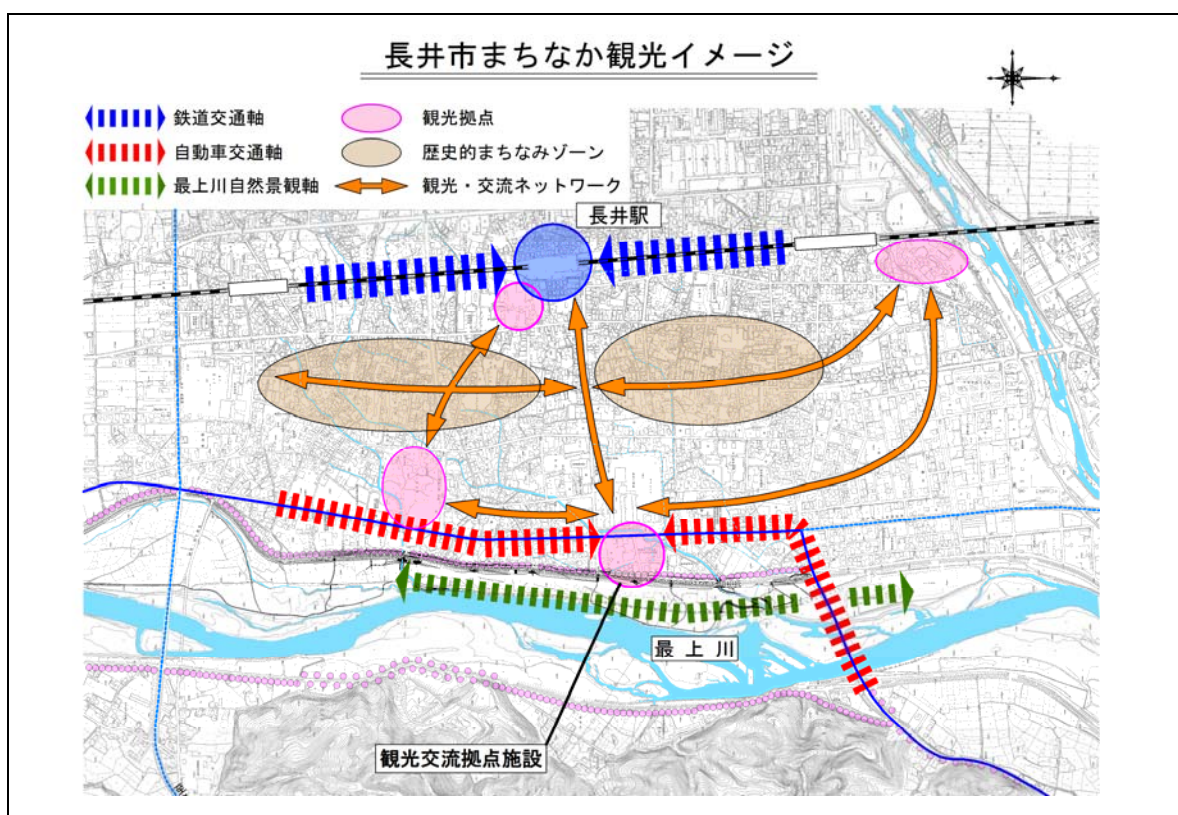 長井市まちなか観光イメージ
鉄道交通軸
観光拠点
自動車交通軸
歴史的まちなみゾーン
最上川自然景観軸
観光・交流ネットワーク
長井駅
最上川
観光交流拠点施設